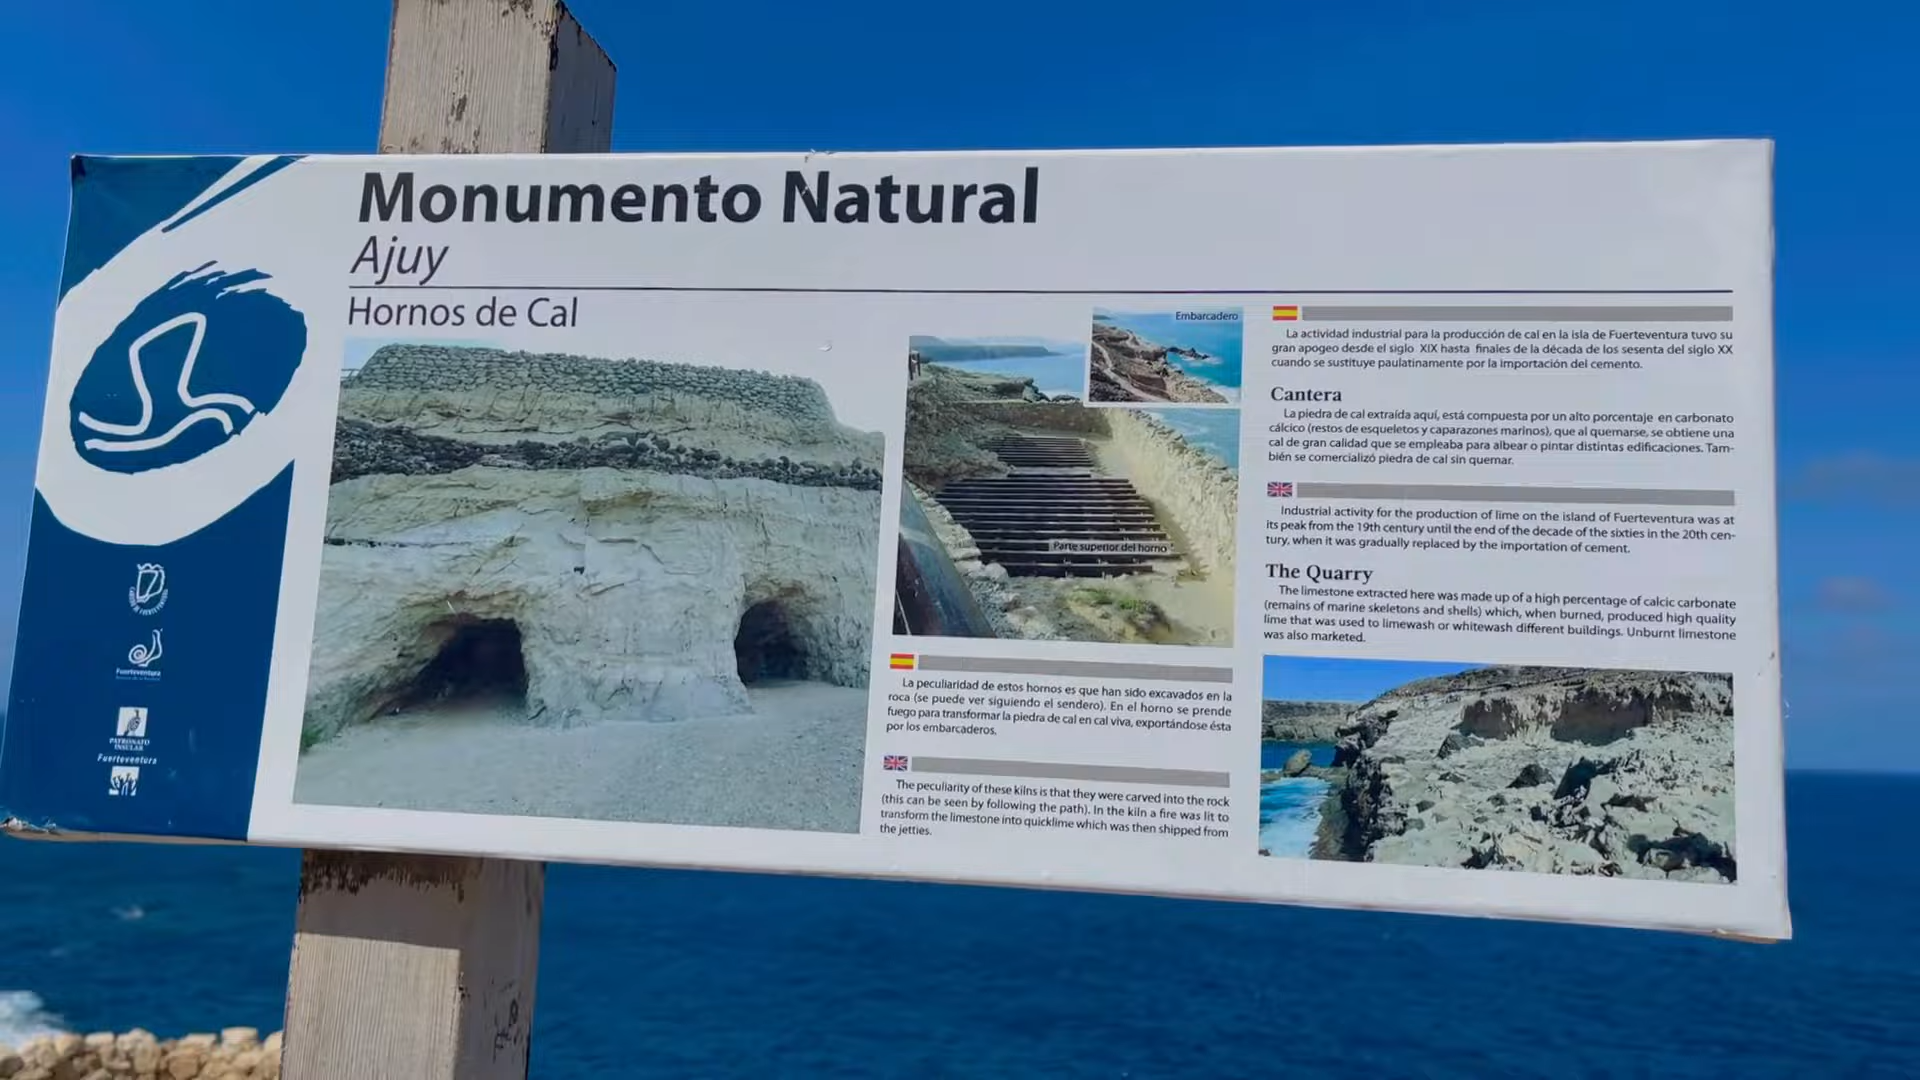 Monumento Natural
Ajuy
Hornos de Cal
Embarcadero
Parte superior del horno
La peculiaridad de estos hornos es que han sido excavados en la
roca (se puede ver siguiendo el sendero). En el horno se prende
fuego para transformar la piedra de cal en cal viva, exportándose ésta
por los embarcaderos.
The peculiarity of these kilns is that they were carved into the rock
(this can be seen by following the path). In the kiln a fire was lit to
transform the limestone into quicklime which was then shipped from
the jetties.
La actividad industrial para la producción de cal en la isla de Fuerteventura tuvo su
gran apogeo desde el siglo XIX hasta finales de la década de los sesenta del siglo XX
cuando se sustituye paulatinamente por la importación del cemento.
Cantera
La piedra de cal extraída aquí, está compuesta por un alto porcentaje en carbonato
cálcico (restos de esqueletos y caparazones marinos), que al quemarse, se obtiene una
cal de gran calidad que se empleaba para albear o pintar distintas edificaciones. Tam-
bién se comercializó piedra de cal sin quemar.
Industrial activity for the production of lime on the island of Fuerteventura was at
its peak from the 19th century until the end of the decade of the sixties in the 20th cen-
tury, when it was gradually replaced by the importation of cement.
The Quarry
The limestone extracted here was made up of a high percentage of calcic carbonate
(remains of marine skeletons and shells) which, when burned, produced high quality
lime that was used to limewash or whitewash different buildings. Unburnt limestone
was also marketed.
Fuerteventura
PATRONATO
INSULAR
Fuerteventura